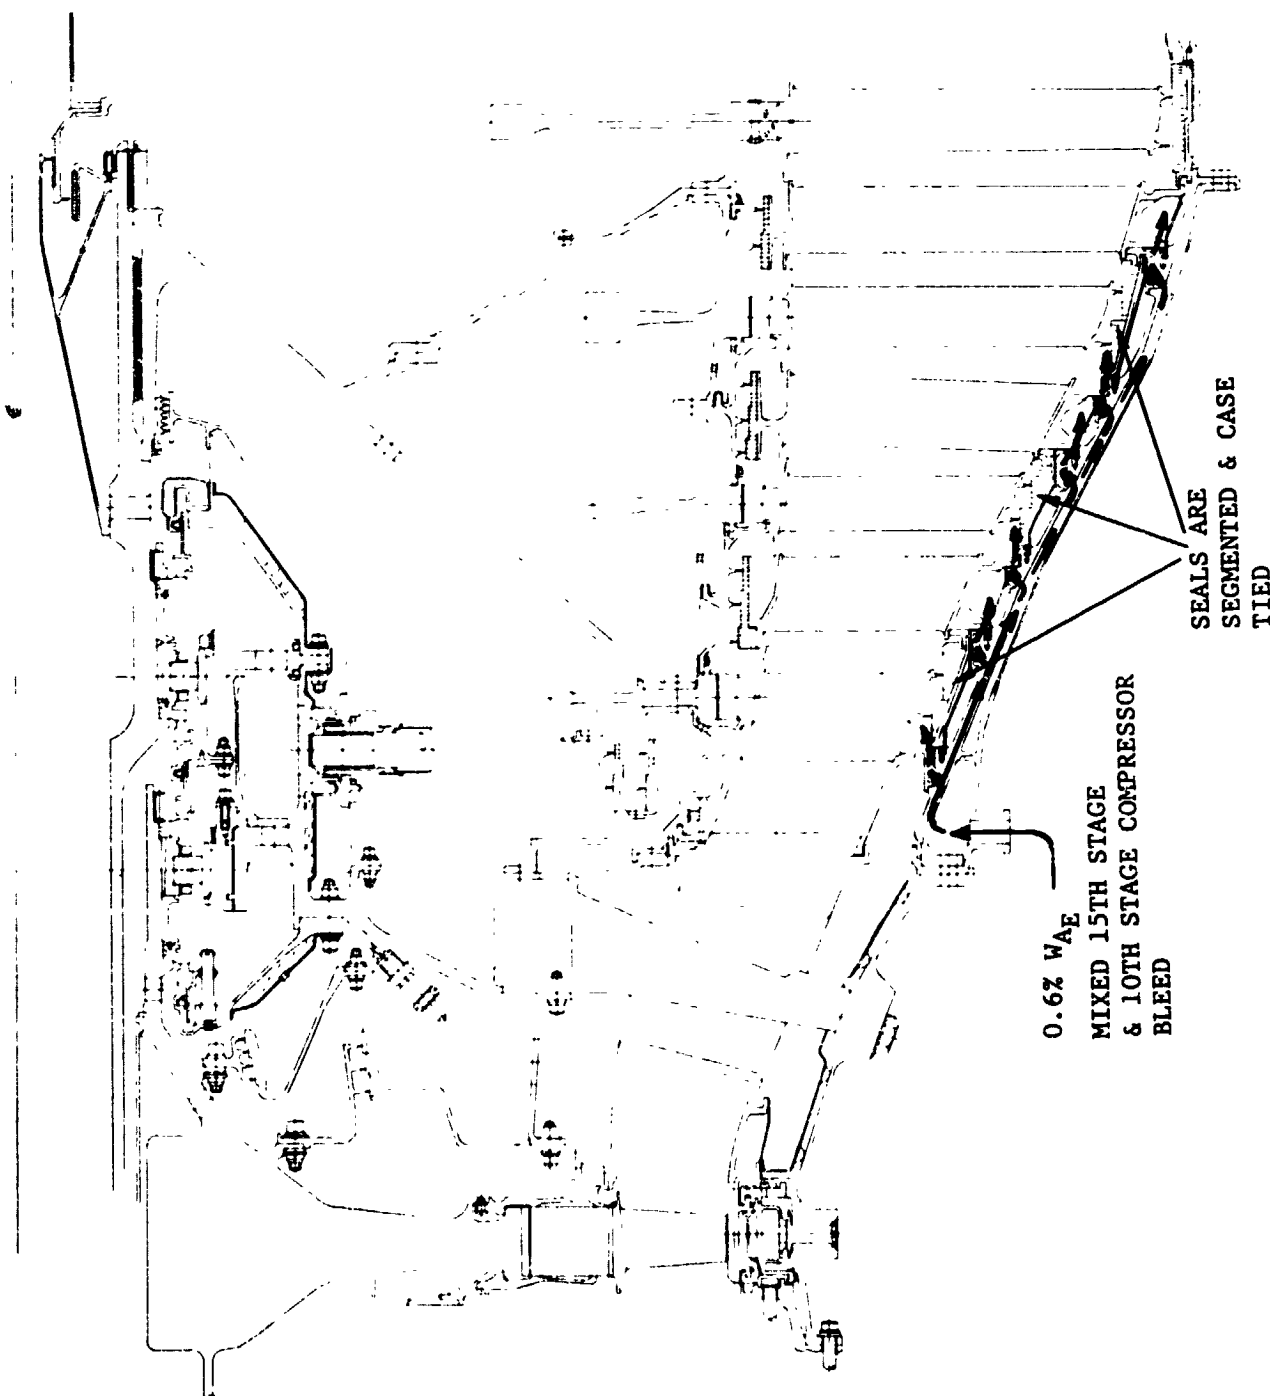 0.6% WAE
MIXED 15TH STAGE
& 10TH STAGE COMPRESSOR
BLEED
SEALS ARE
SEGMENTED & CASE
TIED